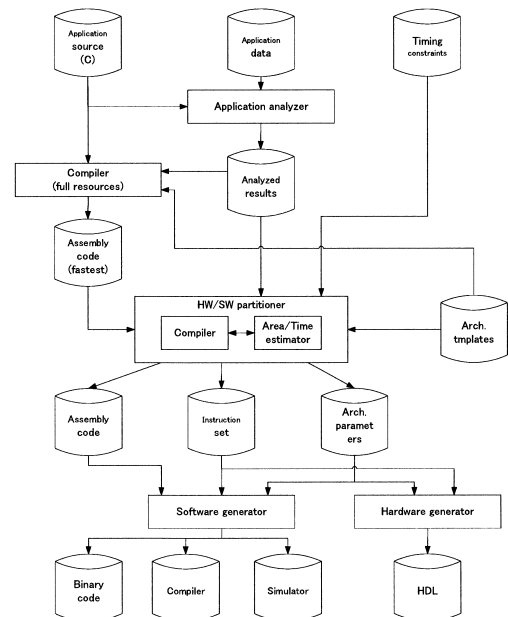 Application
source
(C)
Application
data
Timing
constraints
Application analyzer
Compiler
(full resources)
Analyzed
results
Assembly
code
(fastest)
HW/SW partitioner
Compiler
Area/Time
estimator
Arch.
tmplates
Assembly
code
Instruction
set
Arch.
paramet
ers
Software generator
Hardware generator
Binary
code
Compiler
Simulator
HDL